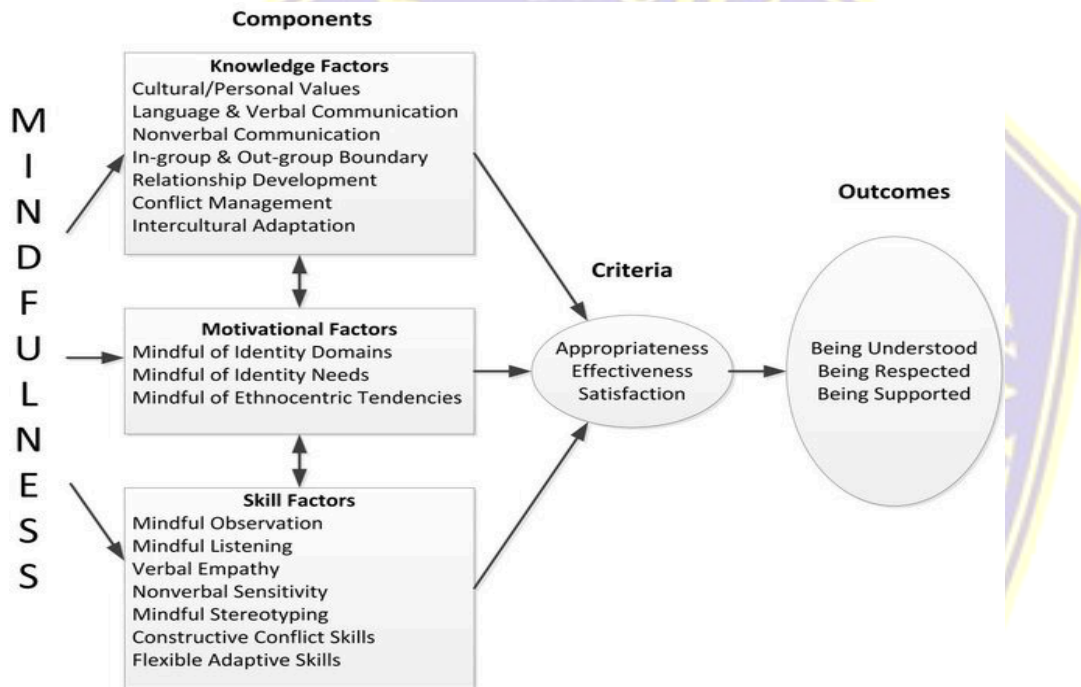 Components
MINDFULNESS
Knowledge Factors
Cultural/Personal Values
Language & Verbal Communication
Nonverbal Communication
In-group & Out-group Boundary
Relationship Development
Conflict Management
Intercultural Adaptation
Motivational Factors
Mindful of Identity Domains
Mindful of Identity Needs
Mindful of Ethnocentric Tendencies
Skill Factors
Mindful Observation
Mindful Listening
Verbal Empathy
Nonverbal Sensitivity
Mindful Stereotyping
Constructive Conflict Skills
Flexible Adaptive Skills
Criteria
Appropriateness
Effectiveness
Satisfaction
Outcomes
Being Understood
Being Respected
Being Supported